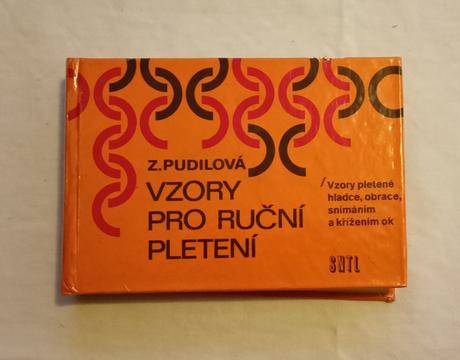 Z. PUDILOVÁ
VZORY
PRO RUČNÍ
PLETENÍ
/Vzory pletené
hladce, obrace,
snímáním
a křížením ok
SNTL